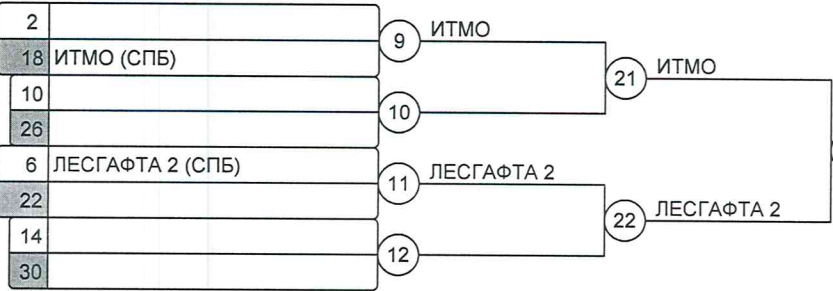 2
18 ИТМО (СПБ)
10
26
6 ЛЕСГАФТА 2 (СПБ)
22
14
30
9 ИТМО
10
11 ЛЕСГАФТА 2
12
21 ИТМО
22 ЛЕСГАФТА 2